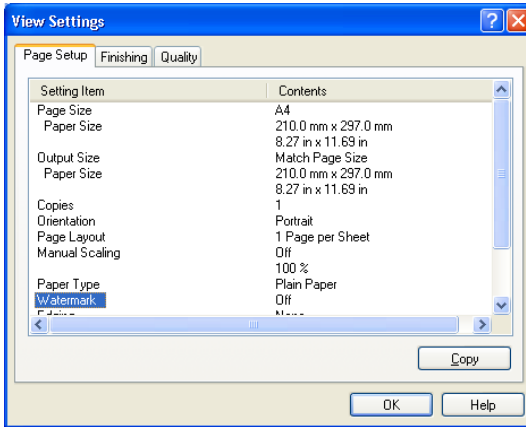 View Settings
Page Setup Finishing Quality
Setting Item Contents
Page Size A4
Paper Size 210.0 mm x 297.0 mm
8.27 in x 11.69 in
Output Size Match Page Size
Paper Size 210.0 mm x 297.0 mm
8.27 in x 11.69 in
Copies 1
Orientation Portrait
Page Layout 1 Page per Sheet
Manual Scaling Off
100 %
Paper Type Plain Paper
Watermark Off
Copy
OK Help